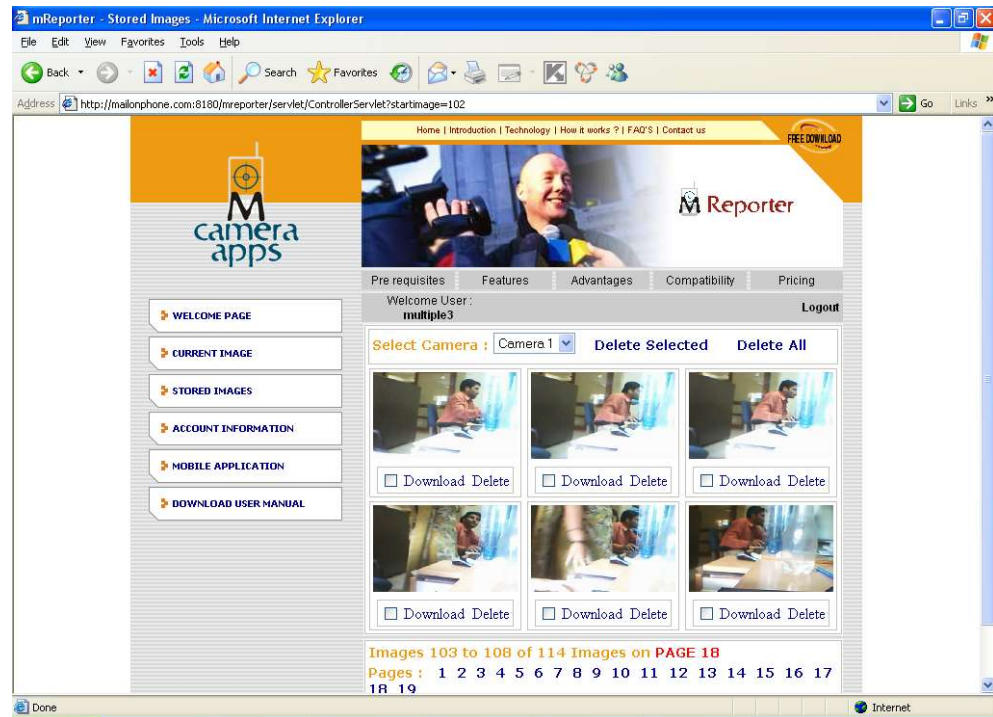 mReporter - Stored Images - Microsoft Internet Explorer
File Edit View Favorites Tools Help
Back Search Favorites
Address http://mailonphone.com:8180/mreporter/servlet/ControllerServlet?startimage=102 Go Links »
Home | Introduction | Technology | How it works ? | FAQ'S | Contact us
FREE DOWNLOAD
M
camera
apps
M Reporter
Pre requisites Features Advantages Compatibility Pricing
Welcome User :
multiple3
Logout
WELCOME PAGE
CURRENT IMAGE
STORED IMAGES
ACCOUNT INFORMATION
MOBILE APPLICATION
DOWNLOAD USER MANUAL
Select Camera : Camera 1 Delete Selected Delete All
Download Delete Download Delete Download Delete
Download Delete Download Delete Download Delete
Images 103 to 108 of 114 Images on PAGE 18
Pages : 1 2 3 4 5 6 7 8 9 10 11 12 13 14 15 16 17
18 19
Done Internet